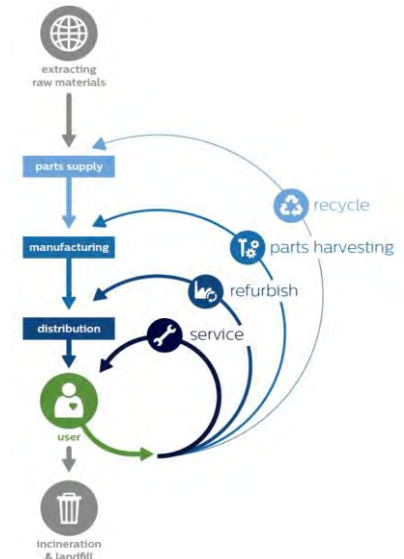 extracting
raw materials
parts supply
recycle
manufacturing
parts harvesting
refurbish
distribution
service
user
incineration
& landfill